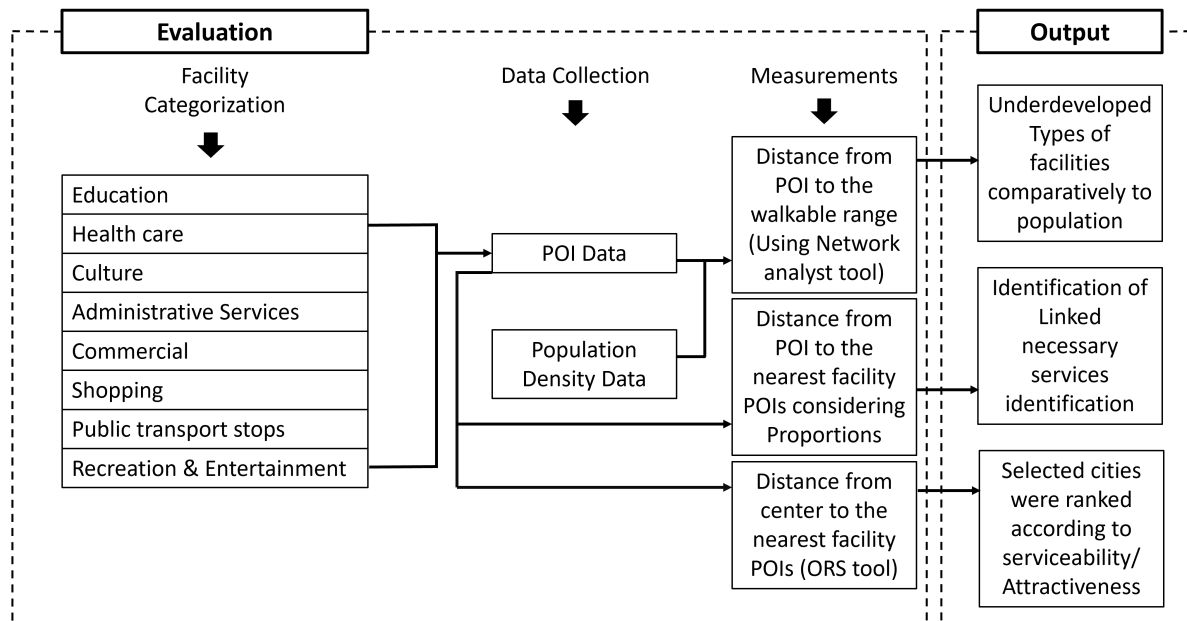 Evaluation
Output
Facility
Categorization
Data Collection
Measurements
Education
Health care
Culture
Administrative Services
Commercial
Shopping
Public transport stops
Recreation & Entertainment
POI Data
Population
Density Data
Distance from
POI to the
walkable range
(Using Network
analyst tool)
Distance from
POI to the
nearest facility
POIs considering
Proportions
Distance from
center to the
nearest facility
POIs (ORS tool)
Underdeveloped
Types of
facilities
comparatively to
population
Identification of
Linked
necessary
services
identification
Selected cities
were ranked
according to
serviceability/
Attractiveness